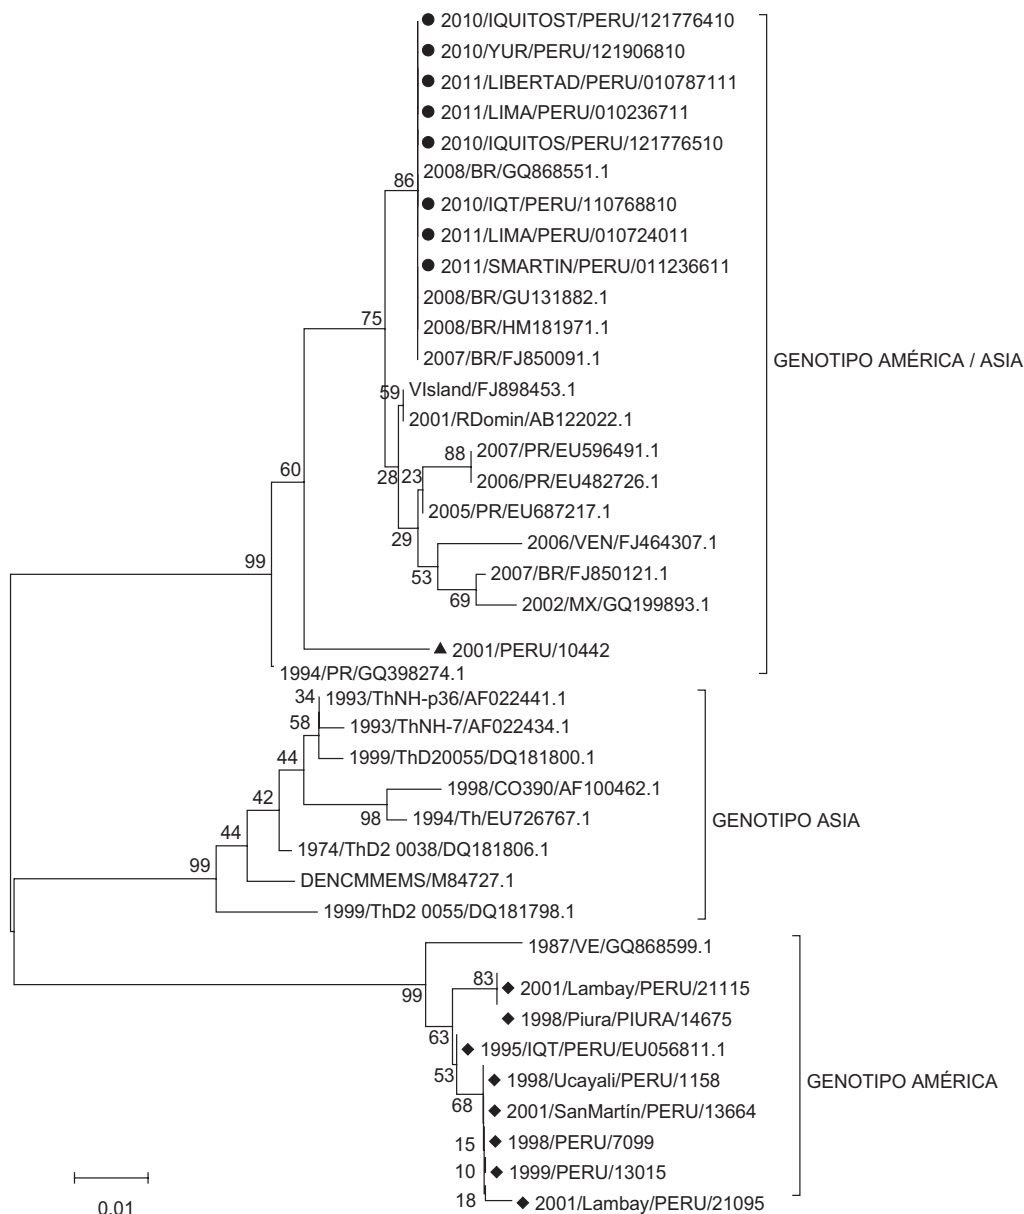 2010/IQUITOST/PERU/121776410
2010/YUR/PERU/121906810
2011/LIBERTAD/PERU/010787111
2011/LIMA/PERU/010236711
2010/IQUITOS/PERU/121776510
2008/BR/GQ868551.1
86
2010/IQT/PERU/110768810
2011/LIMA/PERU/010724011
2011/SMARTIN/PERU/011236611
2008/BR/GU131882.1
75
2008/BR/HM181971.1
2007/BR/FJ850091.1
GENOTIPO AMÉRICA / ASIA
59
VIsland/FJ898453.1
2001/RDomin/AB122022.1
88
2007/PR/EU596491.1
60
28
23
2006/PR/EU482726.1
2005/PR/EU687217.1
29
2006/VEN/FJ464307.1
99
53
2007/BR/FJ850121.1
69
2002/MX/GQ199893.1
2001/PERU/10442
1994/PR/GQ398274.1
34
1993/ThNH-p36/AF022441.1
58
1993/ThNH-7/AF022434.1
44
1999/ThD20055/DQ181800.1
1998/CO390/AF100462.1
42
98
1994/Th/EU726767.1
GENOTIPO ASIA
44
1974/ThD2 0038/DQ181806.1
99
DENCMMEMS/M84727.1
1999/ThD2 0055/DQ181798.1
1987/VE/GQ868599.1
83
2001/Lambay/PERU/21115
99
1998/Piura/PIURA/14675
63
1995/IQT/PERU/EU056811.1
53
1998/Ucayali/PERU/1158
GENOTIPO AMÉRICA
68
2001/SanMartín/PERU/13664
15
1998/PERU/7099
10
1999/PERU/13015
18
2001/Lambay/PERU/21095
0.01